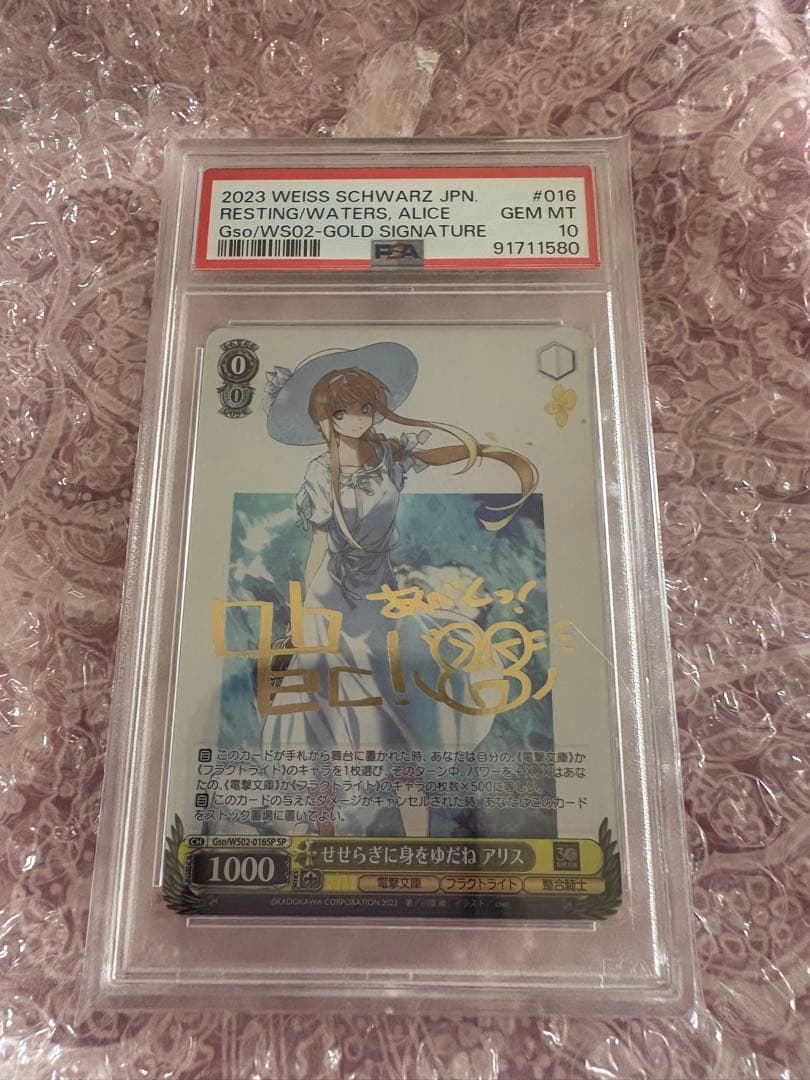 2023 WEISS SCHWARZ JPN. #016
RESTING/WATERS, ALICE GEM MT
Gso/WS02-GOLD SIGNATURE 10
PSA 91711580
0
0
abec!
このカードが手札から舞台に置かれた時、あなたは自分の、《電撃文庫》か
《フラクトライト》のキャラを1枚選び、そのターン中、パワーを+X。Xはあな
たの、《電撃文庫》か《フラクトライト》のキャラの枚数×500に等しい。
このカードの与えたダメージがキャンセルされた時、あなたはこのカード
をストック置場に置いてよい。
CH Gso/WS02-016SP SP
1000 せせらぎに身をゆだね アリス 30
電撃文庫 フラクトライト 整合騎士
©KADOKAWA CORPORATION 2023